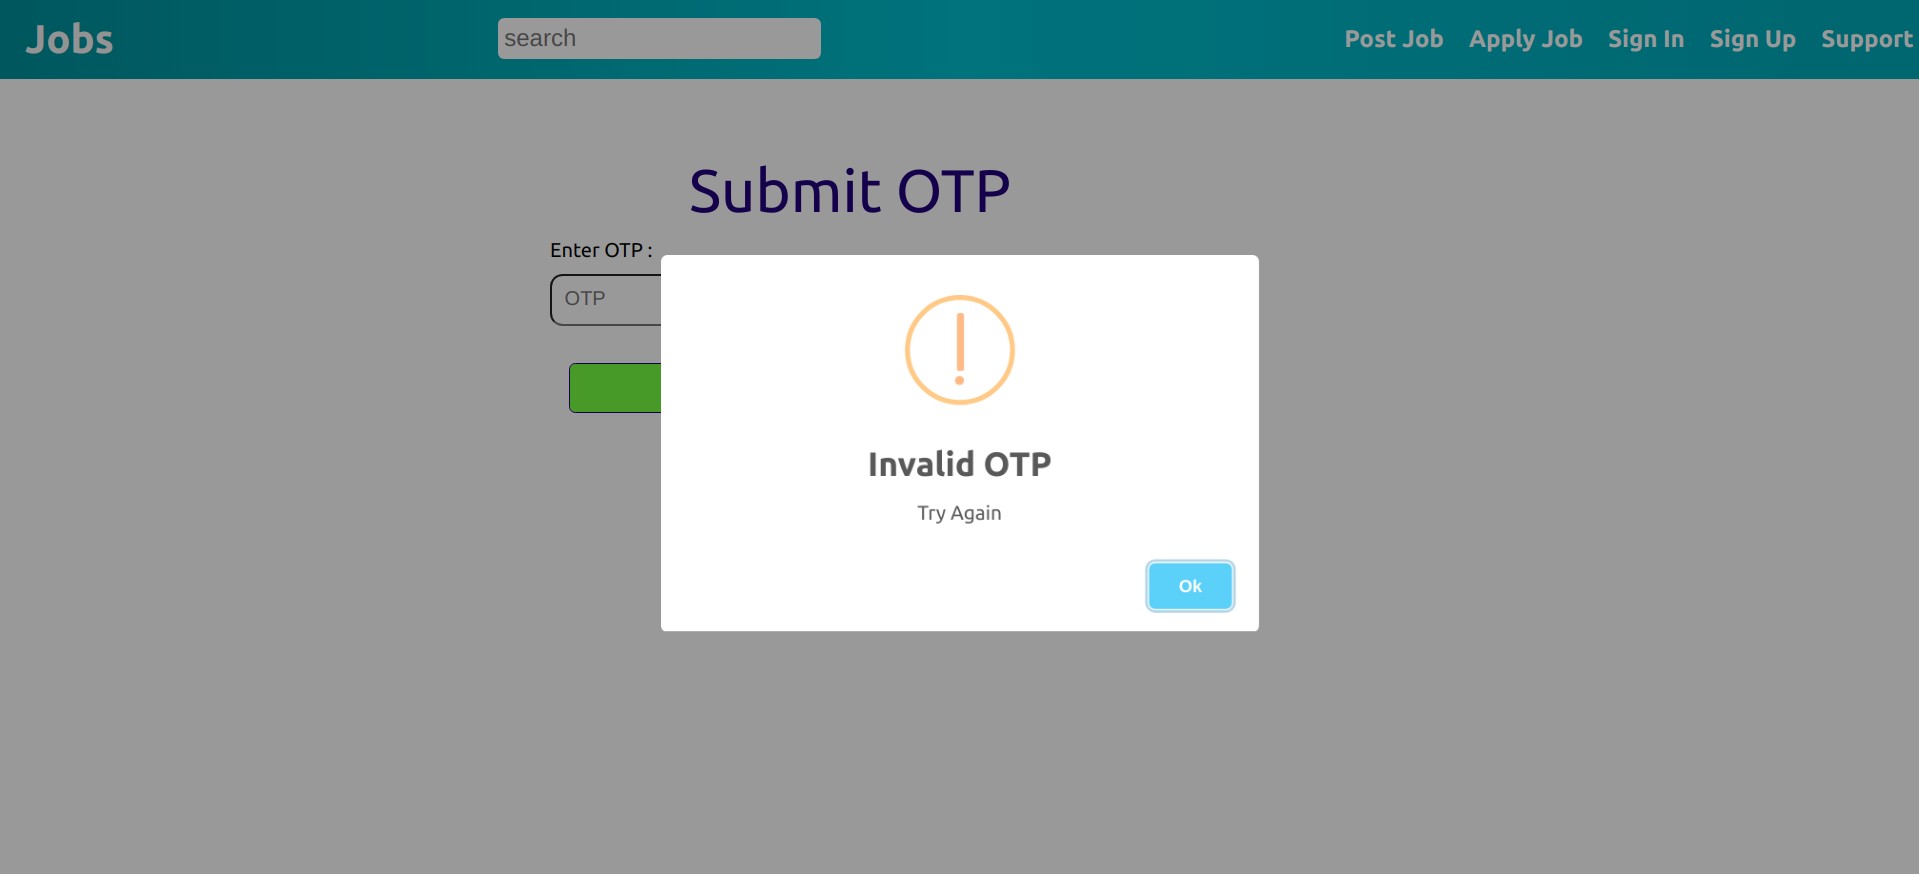 Jobs
search
Post Job
Apply Job
Sign In
Sign Up
Support
Submit OTP
Enter OTP :
OTP
Invalid OTP
Try Again
Ok